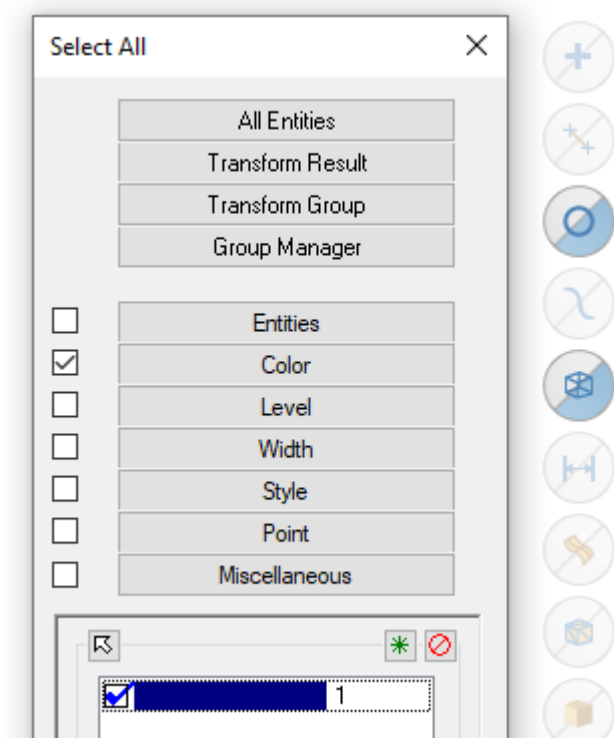 Select All
All Entities
Transform Result
Transform Group
Group Manager
Entities
Color
Level
Width
Style
Point
Miscellaneous
1